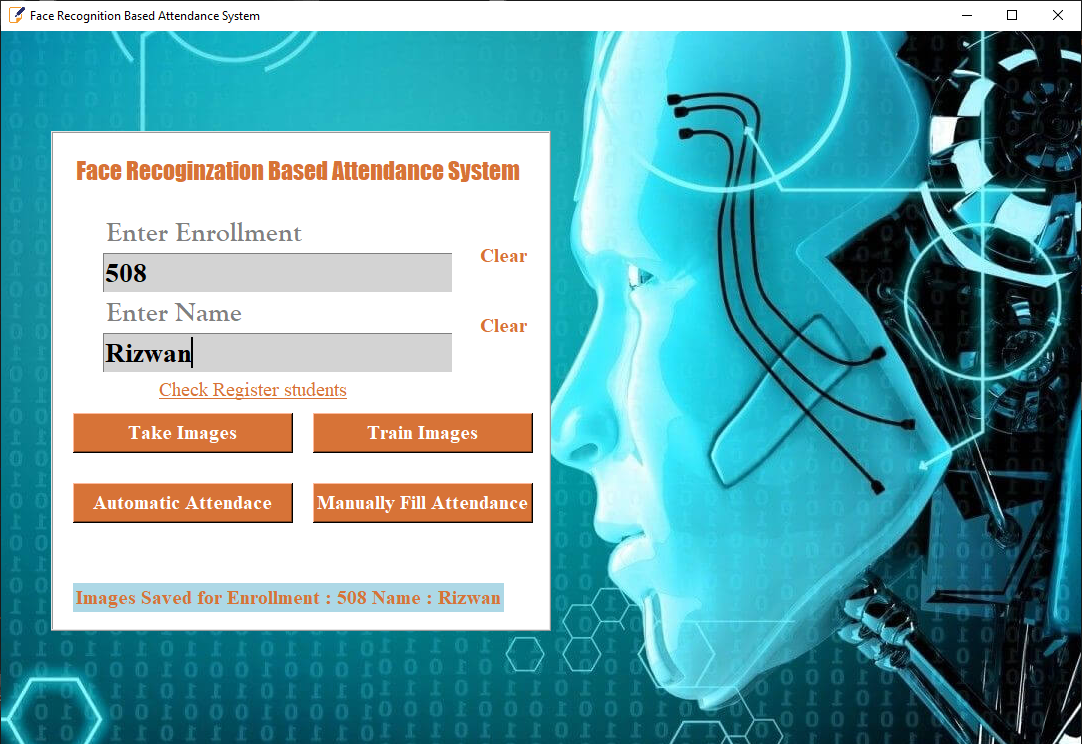 Face Recognition Based Attendance System
Face Recoginzation Based Attendance System
Enter Enrollment
508
Clear
Enter Name
Rizwan
Clear
Check Register students
Take Images
Train Images
Automatic Attendace
Manually Fill Attendance
Images Saved for Enrollment : 508 Name : Rizwan